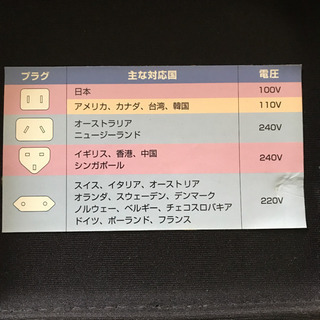 プラグ 主な対応国 電圧
日本 100V
アメリカ、カナダ、台湾、韓国 110V
オーストラリア
ニュージーランド
240V
イギリス、香港、中国
シンガポール
240V
スイス、イタリア、オーストリア
オランダ、スウェーデン、デンマーク
ノルウェー、ベルギー、チェコスロバキア
ドイツ、ポーランド、フランス
220V